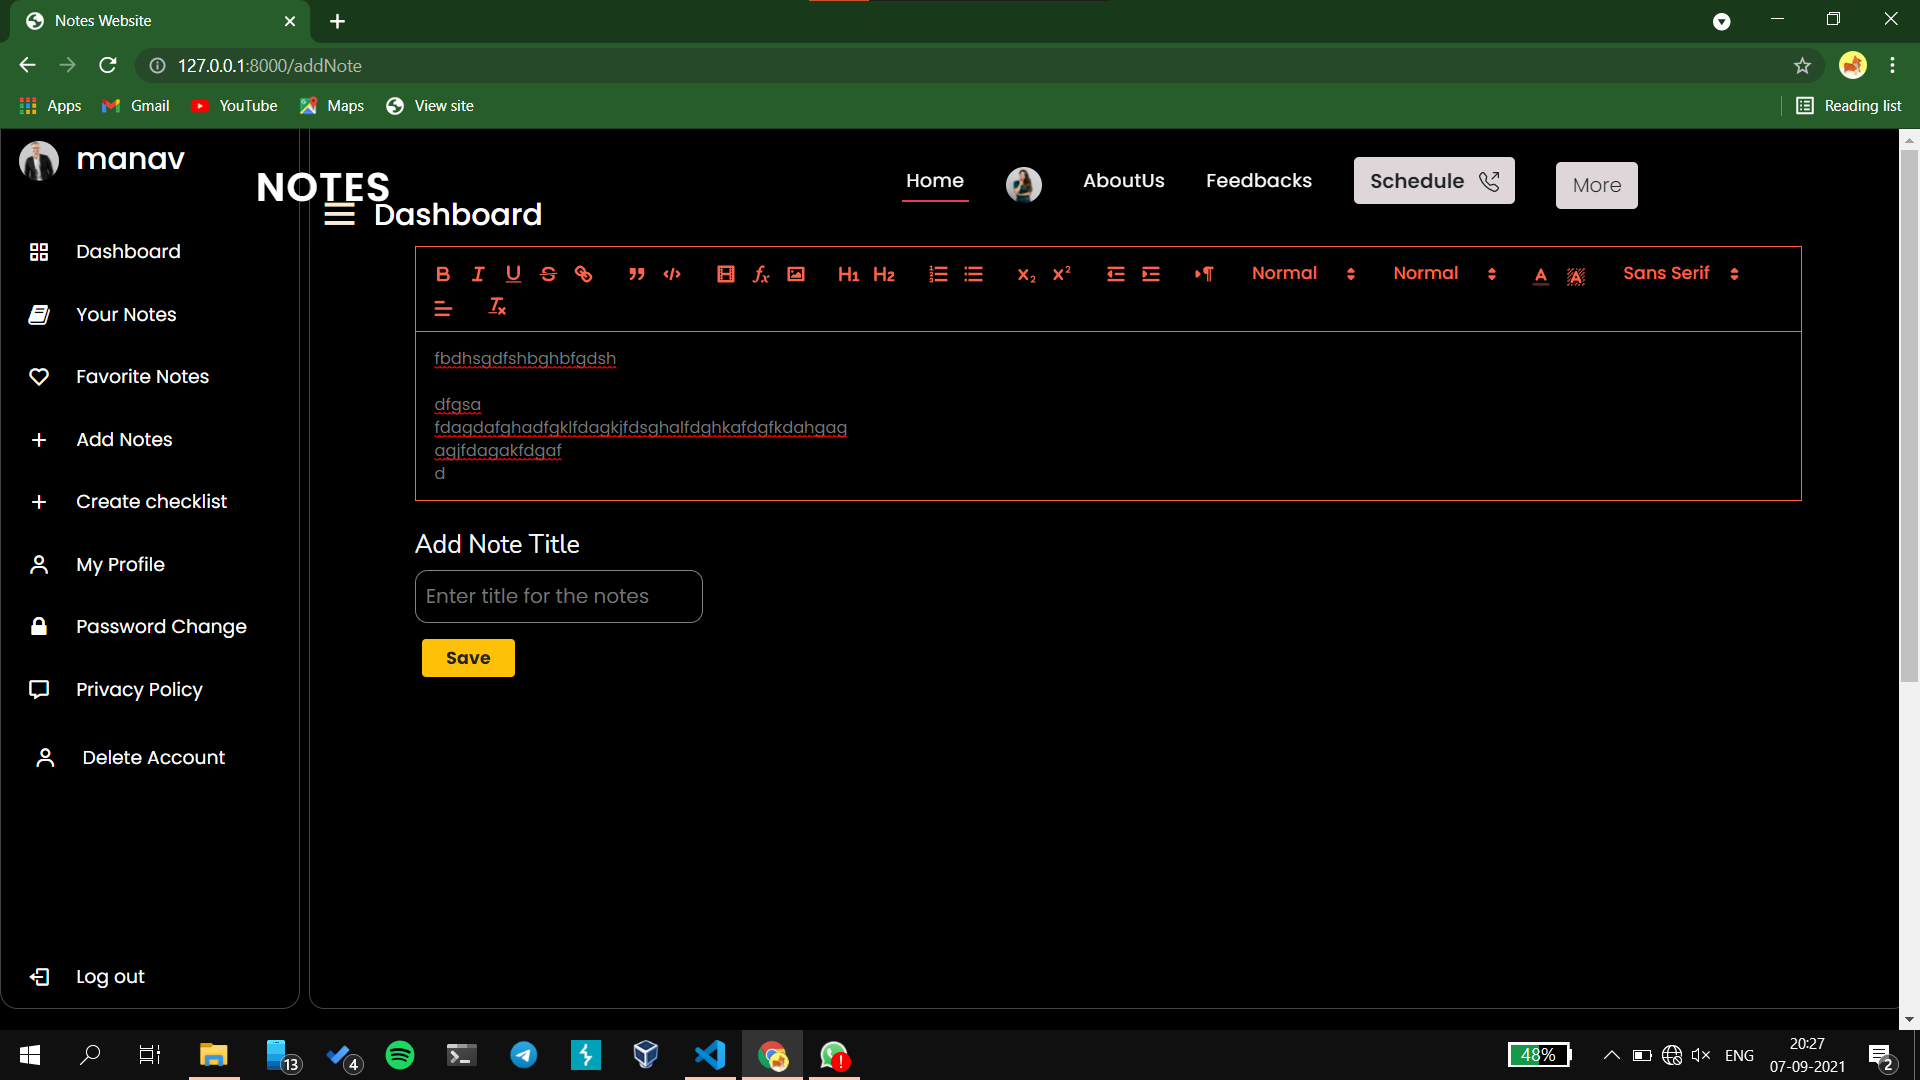 Notes Website
127.0.0.1:8000/addNote
Apps Gmail YouTube Maps View site Reading list
manav
NOTES
Home AboutUs Feedbacks Schedule More
Dashboard
Dashboard
Your Notes
Favorite Notes
Add Notes
Create checklist
My Profile
Password Change
Privacy Policy
Delete Account
Log out
B I U S H1 H2 x2 x2 Normal Normal A A Sans Serif
Tx
fbdhsgdfshbghbfgdsh
dfgsa
fdagdafghadfgklfdagkjfdsghalfdghkafdgfkdahgag
agjfdagakfdgaf
d
Add Note Title
Enter title for the notes
Save
13 4 48% ENG 20:27
07-09-2021 2